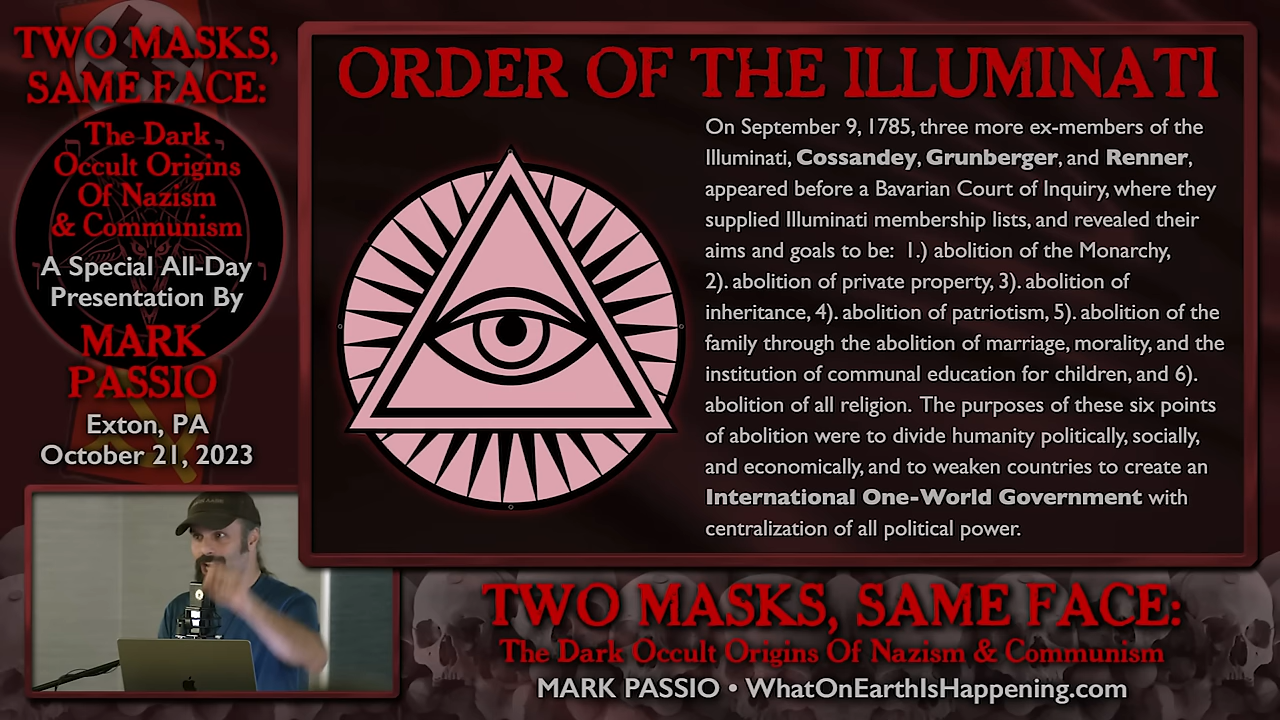 TWO MASKS,
SAME FACE:
The Dark
Occult Origins
Of Nazism
& Communism
A Special All-Day
Presentation By
MARK
PASSIO
Exton, PA
October 21, 2023
ORDER OF THE ILLUMINATI
On September 9, 1785, three more ex-members of the
Illuminati, Cossandey, Grunberger, and Renner,
appeared before a Bavarian Court of Inquiry, where they
supplied Illuminati membership lists, and revealed their
aims and goals to be: 1.) abolition of the Monarchy,
2). abolition of private property, 3). abolition of
inheritance, 4). abolition of patriotism, 5). abolition of the
family through the abolition of marriage, morality, and the
institution of communal education for children, and 6).
abolition of all religion. The purposes of these six points
of abolition were to divide humanity politically, socially,
and economically, and to weaken countries to create an
International One-World Government with
centralization of all political power.
TWO MASKS, SAME FACE:
The Dark Occult Origins Of Nazism & Communism
MARK PASSIO • WhatOnEarthIsHappening.com